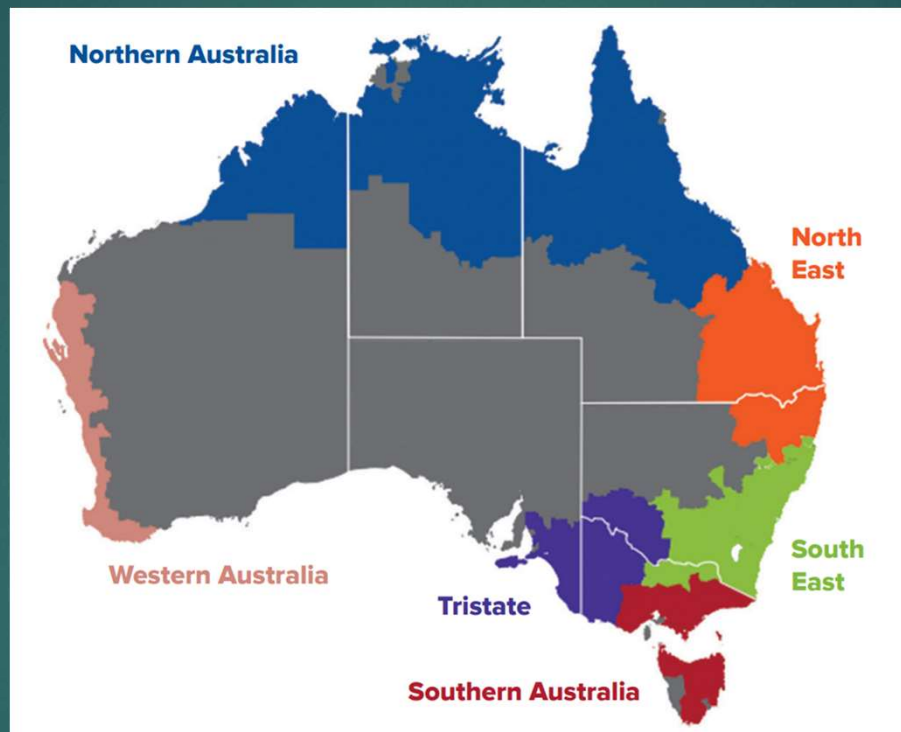 Northern Australia
North
East
South
East
Western Australia
Tristate
Southern Australia